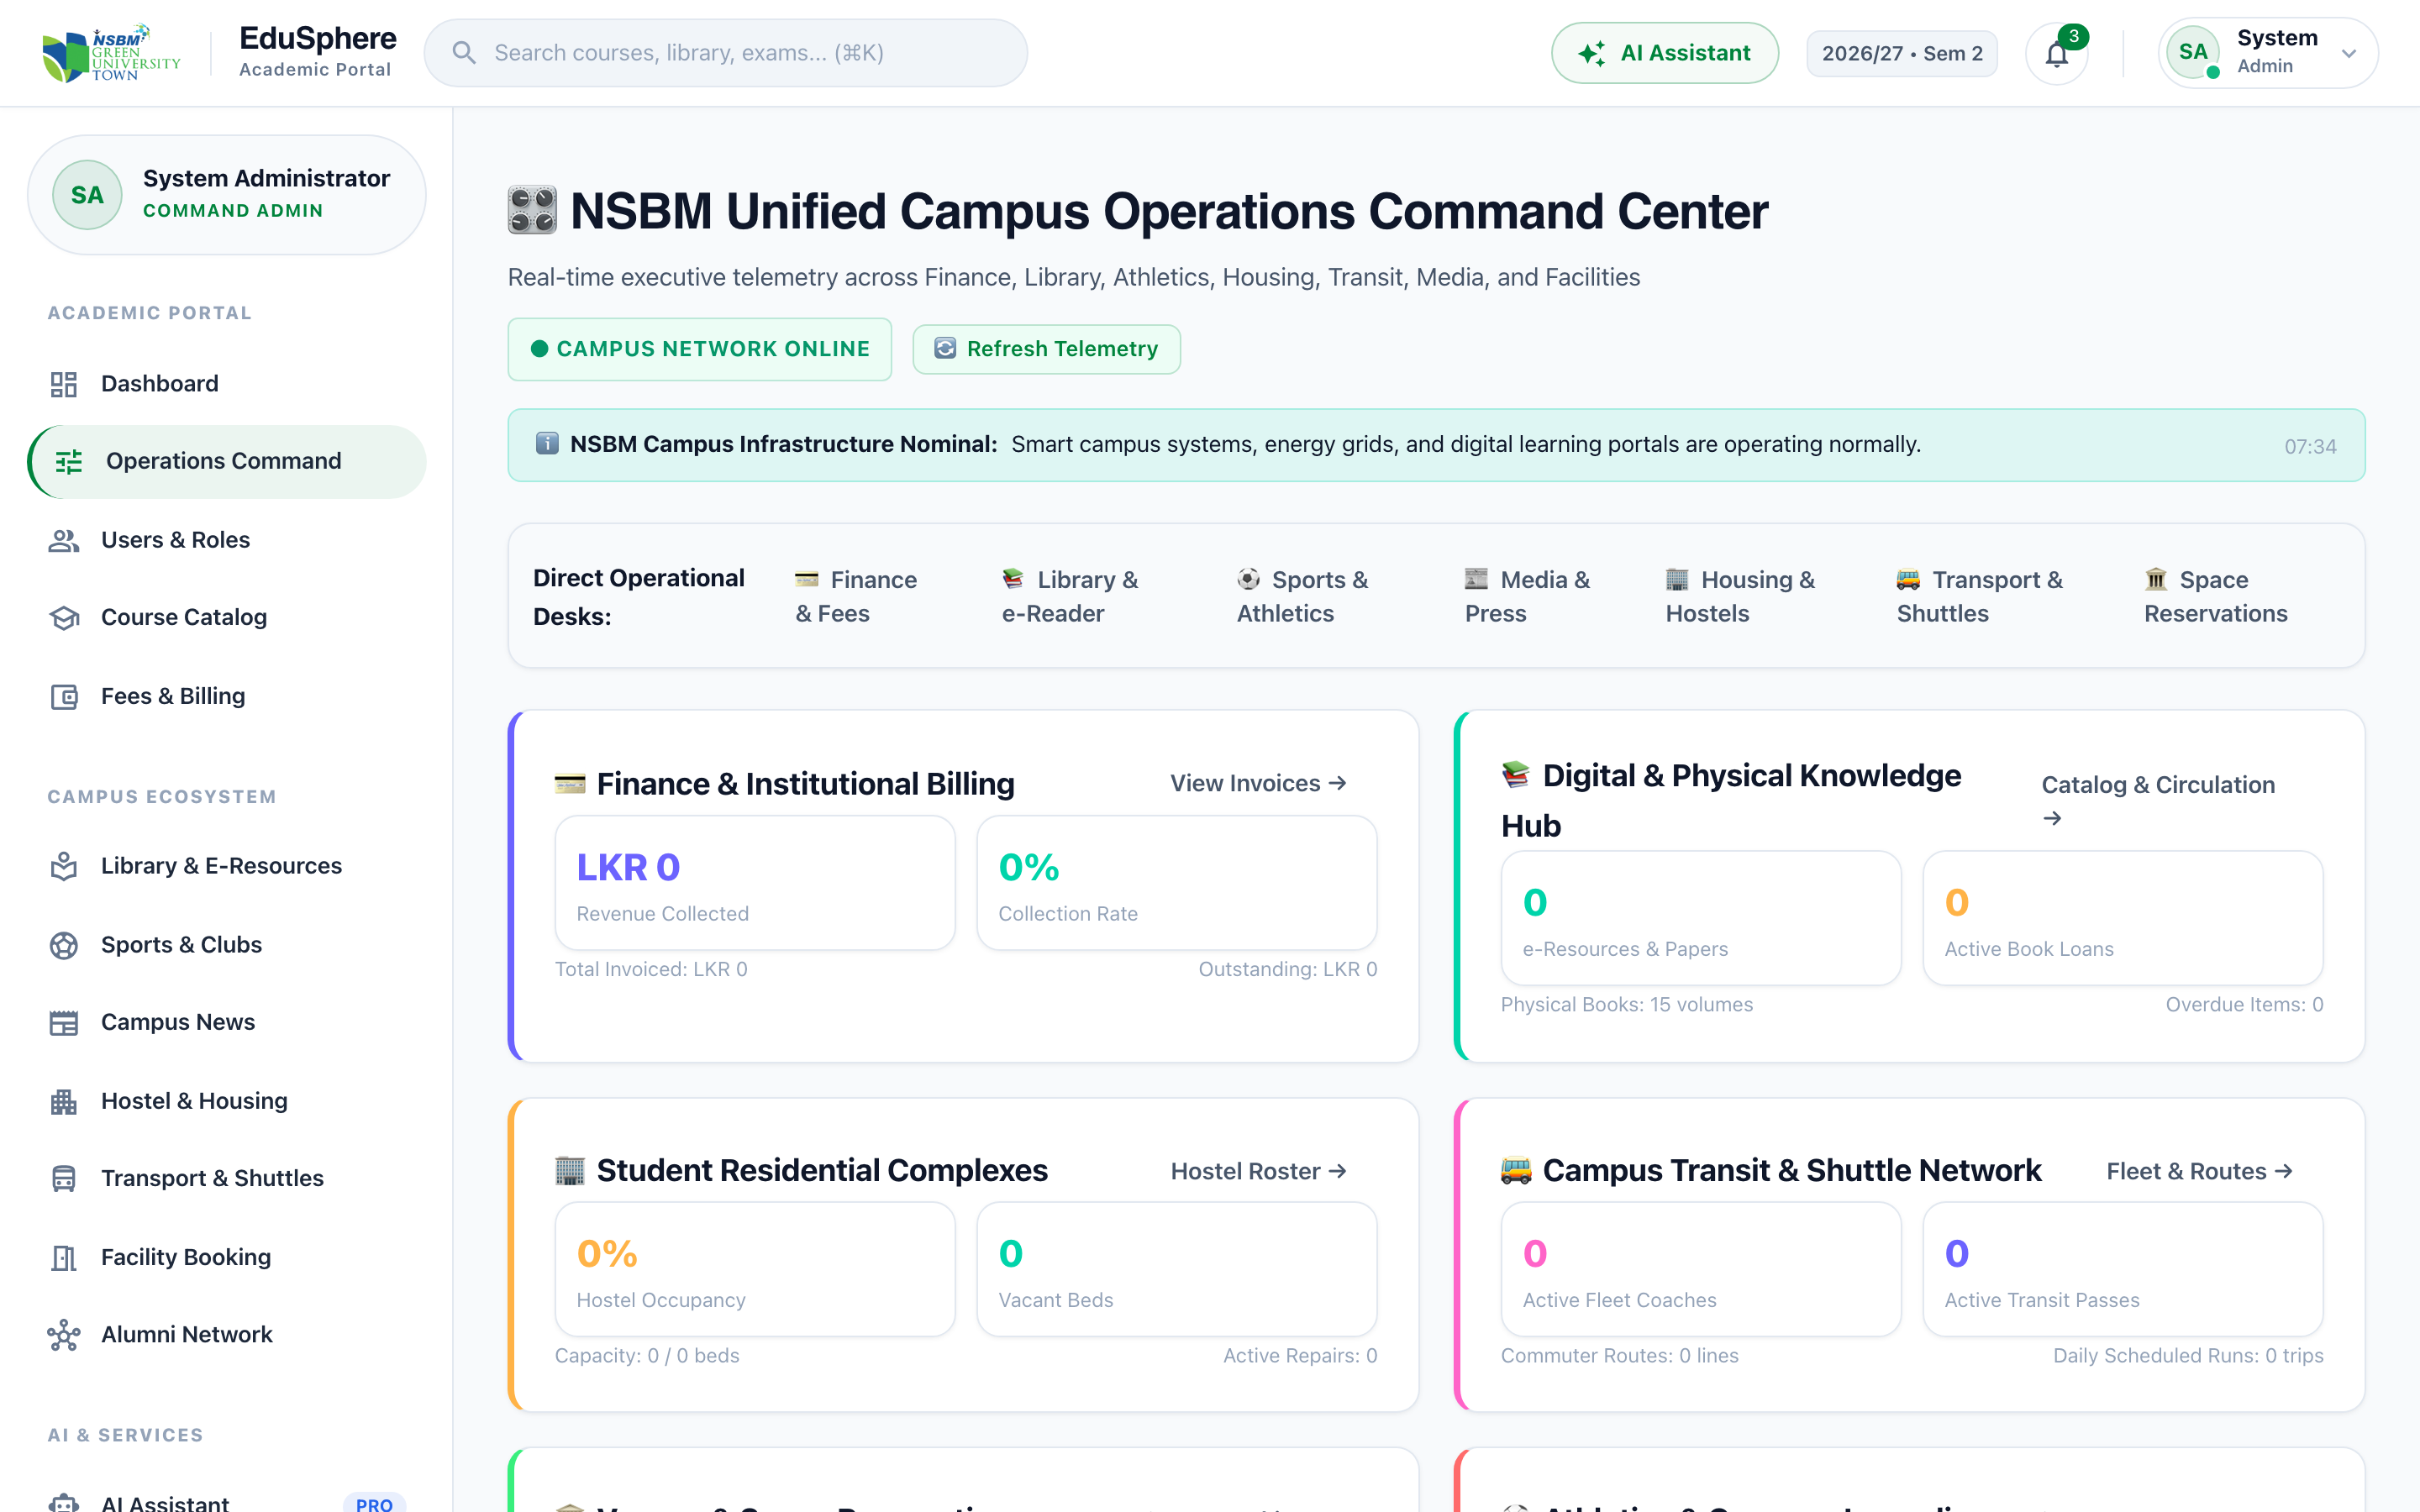 NSBM
GREEN
UNIVERSITY
TOWN
EduSphere
Academic Portal
Search courses, library, exams... (⌘K)
AI Assistant
2026/27 • Sem 2
3
SA
System
Admin
SA
System Administrator
COMMAND ADMIN
ACADEMIC PORTAL
Dashboard
Operations Command
Users & Roles
Course Catalog
Fees & Billing
CAMPUS ECOSYSTEM
Library & E-Resources
Sports & Clubs
Campus News
Hostel & Housing
Transport & Shuttles
Facility Booking
Alumni Network
AI & SERVICES
AI Assistant
PRO
NSBM Unified Campus Operations Command Center
Real-time executive telemetry across Finance, Library, Athletics, Housing, Transit, Media, and Facilities
CAMPUS NETWORK ONLINE
Refresh Telemetry
NSBM Campus Infrastructure Nominal: Smart campus systems, energy grids, and digital learning portals are operating normally.
07:34
Direct Operational
Desks:
Finance
& Fees
Library &
e-Reader
Sports &
Athletics
Media &
Press
Housing &
Hostels
Transport &
Shuttles
Space
Reservations
Finance & Institutional Billing
View Invoices →
LKR 0
Revenue Collected
0%
Collection Rate
Total Invoiced: LKR 0
Outstanding: LKR 0
Digital & Physical Knowledge
Hub
Catalog & Circulation
→
0
e-Resources & Papers
0
Active Book Loans
Physical Books: 15 volumes
Overdue Items: 0
Student Residential Complexes
Hostel Roster →
0%
Hostel Occupancy
0
Vacant Beds
Capacity: 0 / 0 beds
Active Repairs: 0
Campus Transit & Shuttle Network
Fleet & Routes →
0
Active Fleet Coaches
0
Active Transit Passes
Commuter Routes: 0 lines
Daily Scheduled Runs: 0 trips